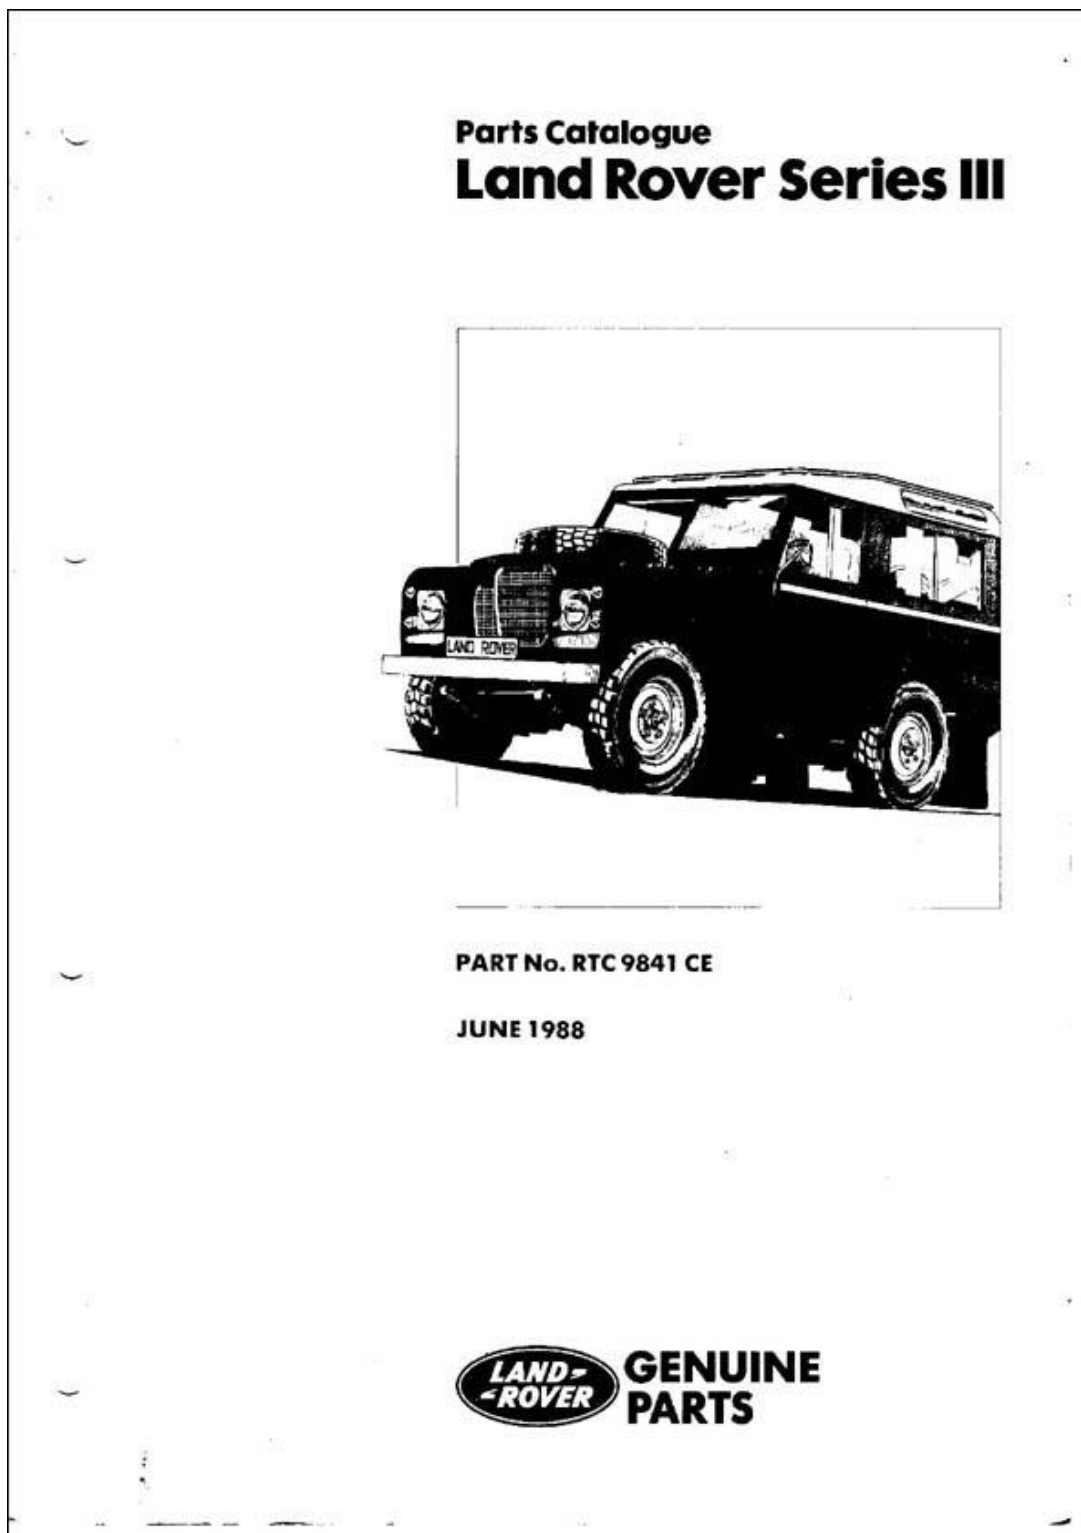 Parts Catalogue
Land Rover Series III
LAND ROVER
PART No. RTC 9841 CE
JUNE 1988
LAND-
ROVER
GENUINE
PARTS